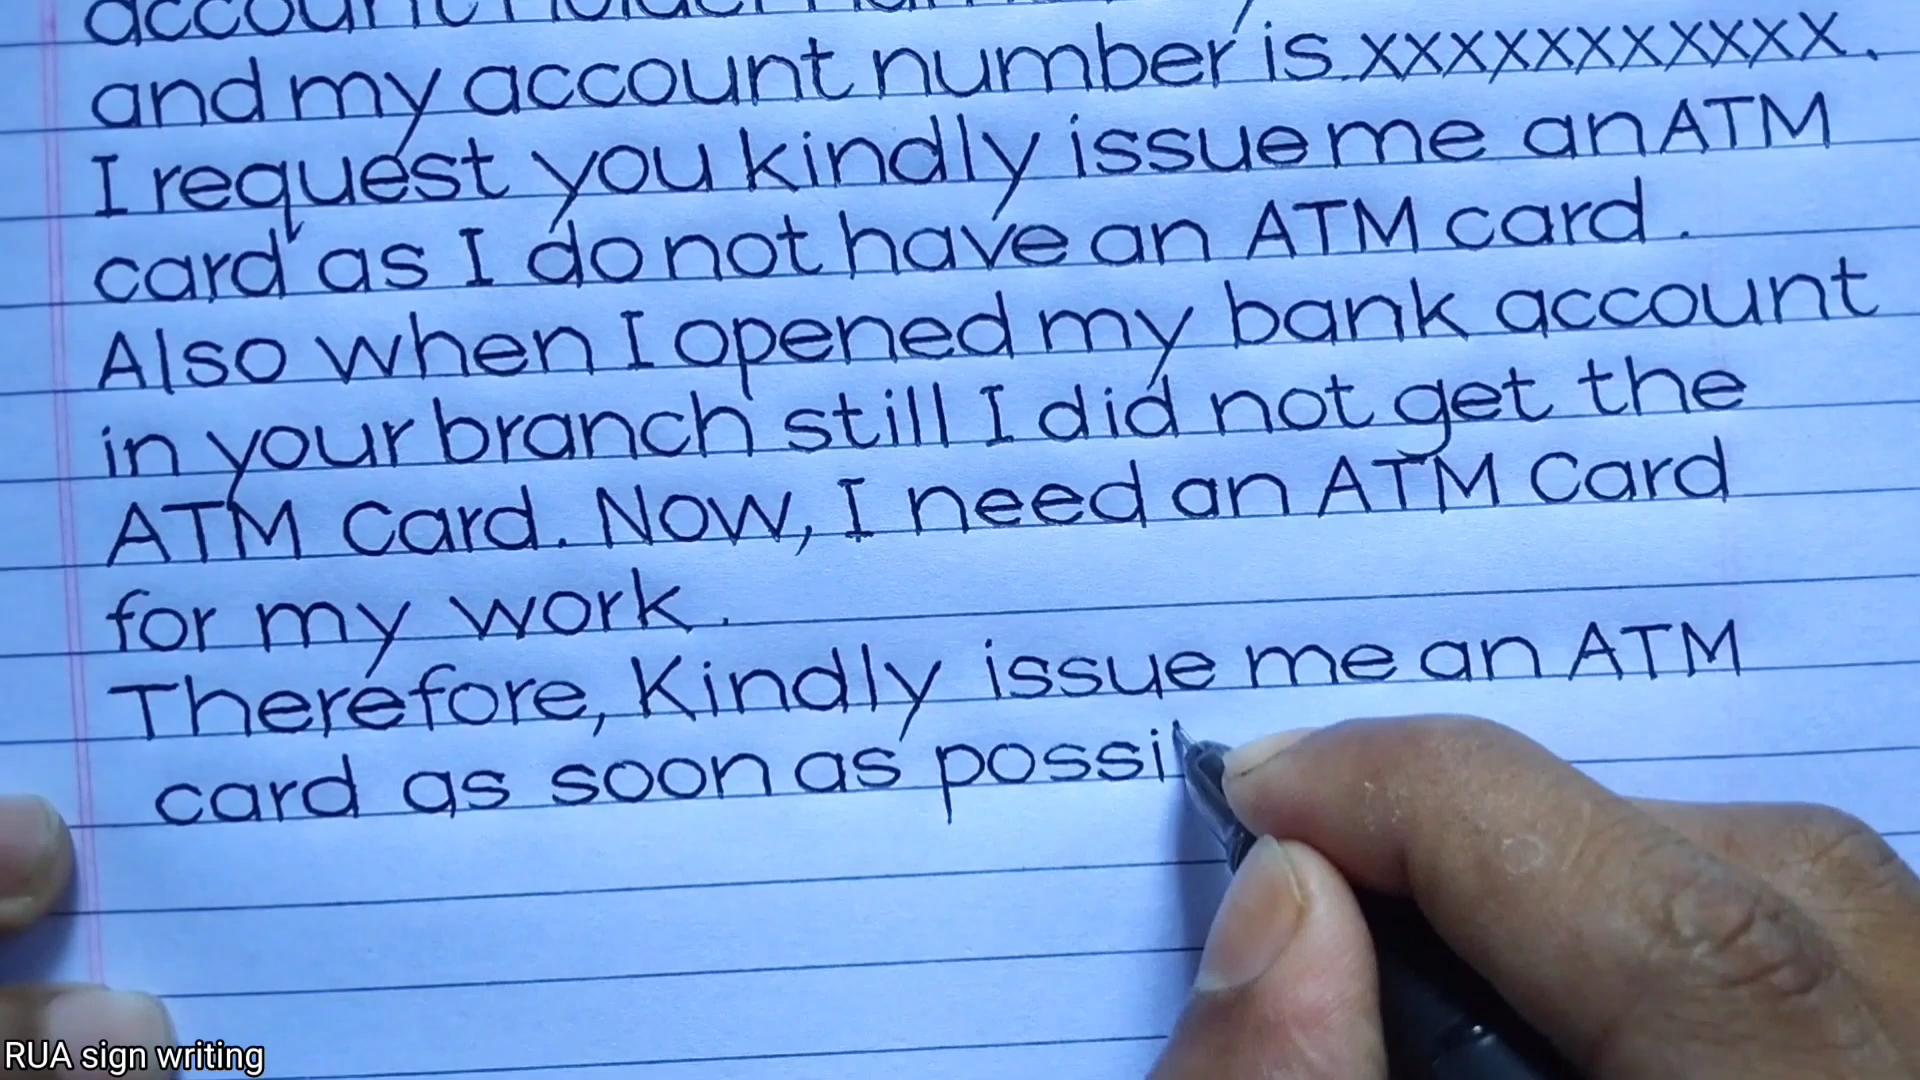 account
and my account number is xxxxxxxxxxxx.
I request you kindly issue me an ATM
card as I do not have an ATM card.
Also when I opened my bank account
in your branch still I did not get the
ATM Card. Now, I need an ATM Card
for my work.
Therefore, Kindly issue me an ATM
card as soon as possi
RUA sign writing